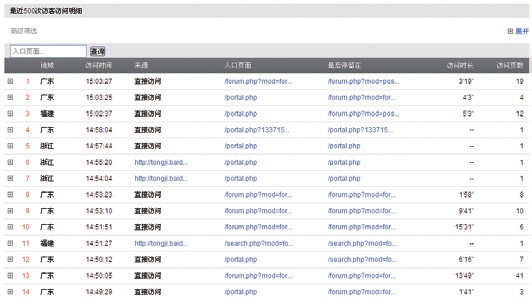 最近500次访客访问明细
高级筛选 展开
入口页面... 查询
地域 访问时间 来源 入口页面 最后停留在 访问时长 访问页数
1 广东 15:03:27 直接访问 /forum.php?mod=for... /forum.php?mod=pos... 3'19" 19
2 广东 15:03:25 直接访问 /portal.php /forum.php?mod=for... 4'3" 4
3 福建 15:02:37 直接访问 /portal.php /forum.php?mod=pos... 5'3" 12
4 广东 14:58:04 直接访问 /portal.php?133715... /portal.php?133715... -- 1
5 浙江 14:57:44 直接访问 /portal.php /portal.php -- 1
6 浙江 14:55:20 http://tongji.baid... /portal.php /portal.php -- 1
7 浙江 14:54:04 http://tongji.baid... /portal.php /portal.php -- 1
8 广东 14:53:23 直接访问 /forum.php?mod=for... /forum.php?mod=for... 1'58" 8
9 广东 14:53:10 直接访问 /forum.php?mod=for... /forum.php?mod=for... 9'41" 10
10 广东 14:51:51 直接访问 /forum.php?mod=for... /forum.php?mod=for... 15'31" 6
11 福建 14:51:27 http://tongji.baid... /search.php?mod=fo... /search.php?mod=fo... -- 1
12 广东 14:50:12 直接访问 /portal.php /forum.php?mod=for... 6'16" 7
13 广东 14:50:05 直接访问 /forum.php?mod=for... /forum.php?mod=for... 13'49" 41
14 广东 14:49:29 直接访问 /portal.php /forum.php?mod=for... 1'41" 3